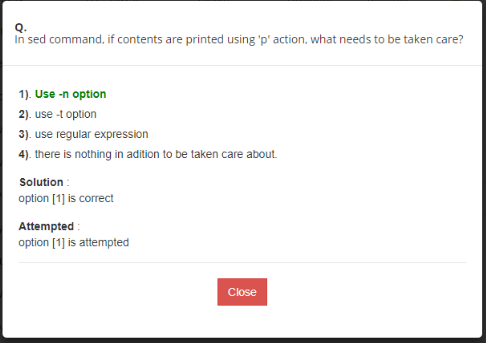 Q.
In sed command, if contents are printed using 'p' action, what needs to be taken care?
1). Use -n option
2). use -t option
3). use regular expression
4). there is nothing in adition to be taken care about.
Solution :
option [1] is correct
Attempted :
option [1] is attempted
Close